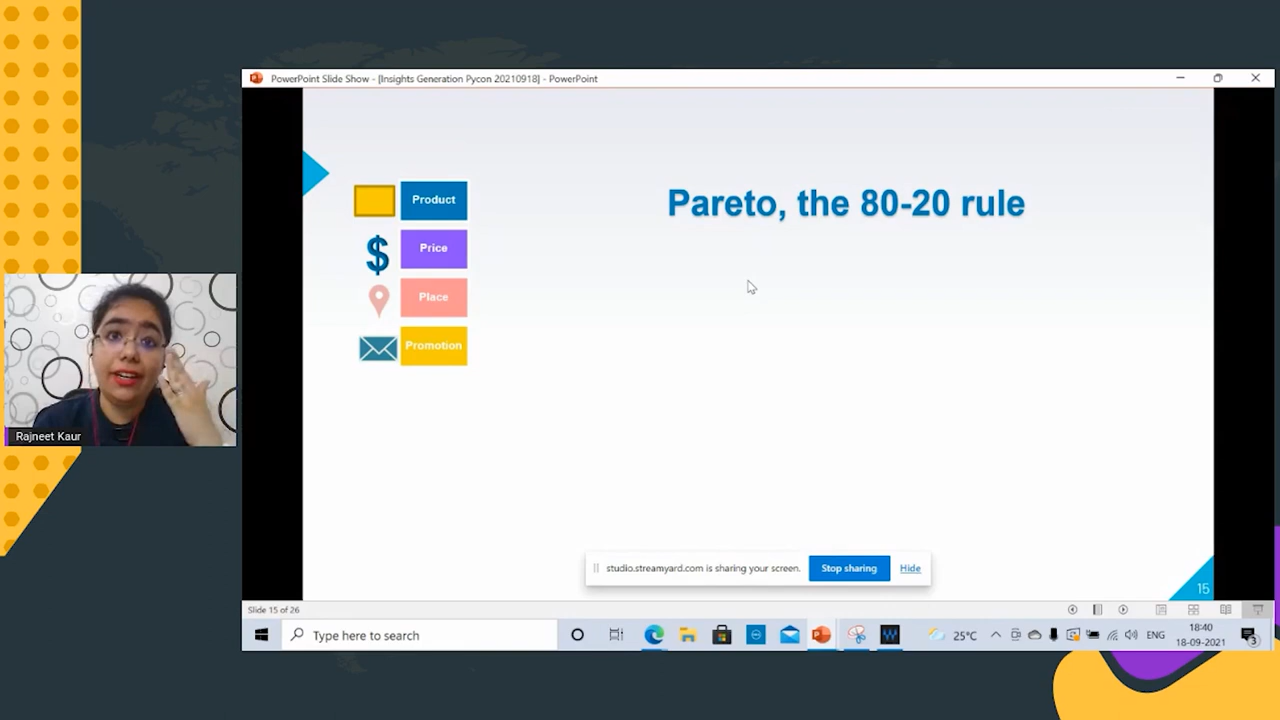 PowerPoint Slide Show - [Insights Generation Pycon 20210918] - PowerPoint
Product
Pareto, the 80-20 rule
$
Price
Place
Promotion
Rajneet Kaur
studio.streamyard.com is sharing your screen.
Stop sharing
Hide
15
Slide 15 of 26
Type here to search
25°C
ENG
18:40
18-09-2021
3